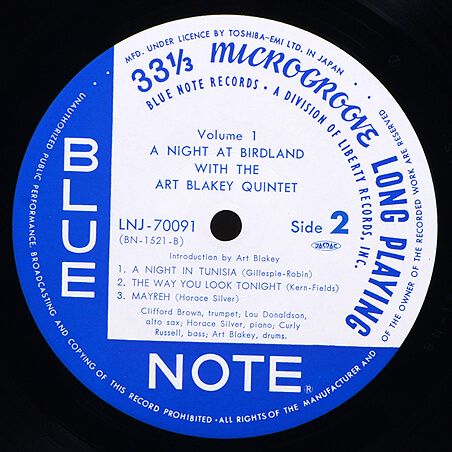 MFD. UNDER LICENCE BY TOSHIBA-EMI LTD. IN JAPAN
33⅓ MICROGROOVE LONG PLAYING
BLUE NOTE RECORDS • A DIVISION OF LIBERTY RECORDS, INC.
Volume 1
A NIGHT AT BIRDLAND
WITH THE
ART BLAKEY QUINTET
LNJ-70091
(BN-1521-B)
Side 2
JASRAC
Introduction by Art Blakey
1. A NIGHT IN TUNISIA (Gillespie-Robin)
2. THE WAY YOU LOOK TONIGHT (Kern-Fields)
3. MAYREH (Horace Silver)
Clifford Brown, trumpet; Lou Donaldson,
alto sax; Horace Silver, piano; Curly
Russell, bass; Art Blakey, drums.
BLUE
NOTE®
UNAUTHORIZED PUBLIC PERFORMANCE, BROADCASTING AND COPYING OF THIS RECORD PROHIBITED • ALL RIGHTS OF THE MANUFACTURER AND OF THE OWNER OF THE RECORDED WORK ARE RESERVED